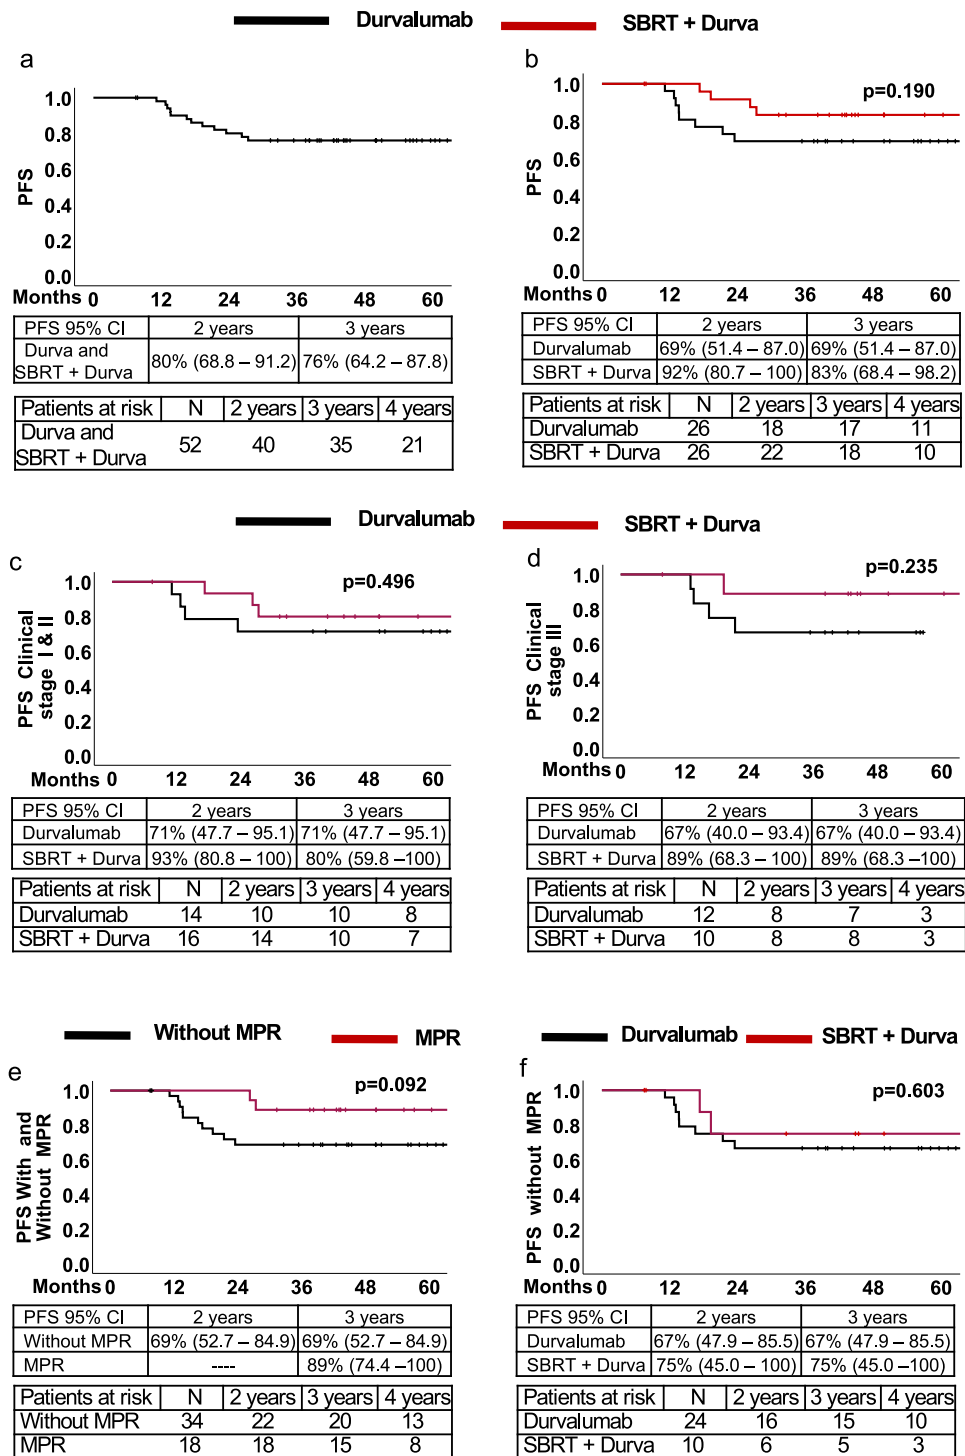 Durvalumab SBRT + Durva
a
1.0
0.8
0.6
0.4
0.2
0.0
PFS
Months 0 12 24 36 48 60
PFS 95% CI 2 years 3 years
Durva and SBRT + Durva 80% (68.8 – 91.2) 76% (64.2 – 87.8)
Patients at risk N 2 years 3 years 4 years
Durva and SBRT + Durva 52 40 35 21
b
p=0.190
1.0
0.8
0.6
0.4
0.2
0.0
PFS
Months 0 12 24 36 48 60
PFS 95% CI 2 years 3 years
Durvalumab 69% (51.4 – 87.0) 69% (51.4 – 87.0)
SBRT + Durva 92% (80.7 – 100) 83% (68.4 – 98.2)
Patients at risk N 2 years 3 years 4 years
Durvalumab 26 18 17 11
SBRT + Durva 26 22 18 10
Durvalumab SBRT + Durva
c
p=0.496
1.0
0.8
0.6
0.4
0.2
0.0
PFS Clinical
stage I & II
Months 0 12 24 36 48 60
PFS 95% CI 2 years 3 years
Durvalumab 71% (47.7 – 95.1) 71% (47.7 – 95.1)
SBRT + Durva 93% (80.8 – 100) 80% (59.8 –100)
Patients at risk N 2 years 3 years 4 years
Durvalumab 14 10 10 8
SBRT + Durva 16 14 10 7
d
p=0.235
1.0
0.8
0.6
0.4
0.2
0.0
PFS Clinical
stage III
Months 0 12 24 36 48 60
PFS 95% CI 2 years 3 years
Durvalumab 67% (40.0 – 93.4) 67% (40.0 – 93.4)
SBRT + Durva 89% (68.3 – 100) 89% (68.3 – 100)
Patients at risk N 2 years 3 years 4 years
Durvalumab 12 8 7 3
SBRT + Durva 10 8 8 3
Without MPR MPR
e
p=0.092
1.0
0.8
0.6
0.4
0.2
0.0
PFS With and
Without MPR
Months 0 12 24 36 48 60
PFS 95% CI 2 years 3 years
Without MPR 69% (52.7 – 84.9) 69% (52.7 – 84.9)
MPR ---- 89% (74.4 –100)
Patients at risk N 2 years 3 years 4 years
Without MPR 34 22 20 13
MPR 18 18 15 8
Durvalumab SBRT + Durva
f
p=0.603
1.0
0.8
0.6
0.4
0.2
0.0
PFS without MPR
Months 0 12 24 36 48 60
PFS 95% CI 2 years 3 years
Durvalumab 67% (47.9 – 85.5) 67% (47.9 – 85.5)
SBRT + Durva 75% (45.0 – 100) 75% (45.0 –100)
Patients at risk N 2 years 3 years 4 years
Durvalumab 24 16 15 10
SBRT + Durva 10 6 5 3